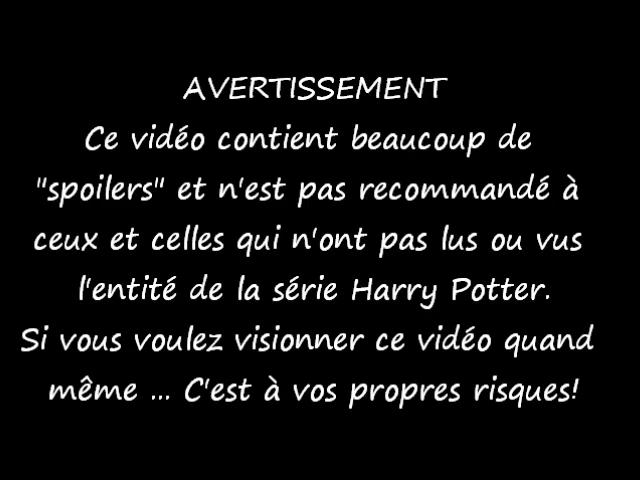 AVERTISSEMENT
Ce vidéo contient beaucoup de
"spoilers" et n'est pas recommandé à
ceux et celles qui n'ont pas lus ou vus
l'entité de la série Harry Potter.
Si vous voulez visionner ce vidéo quand
même ... C'est à vos propres risques!